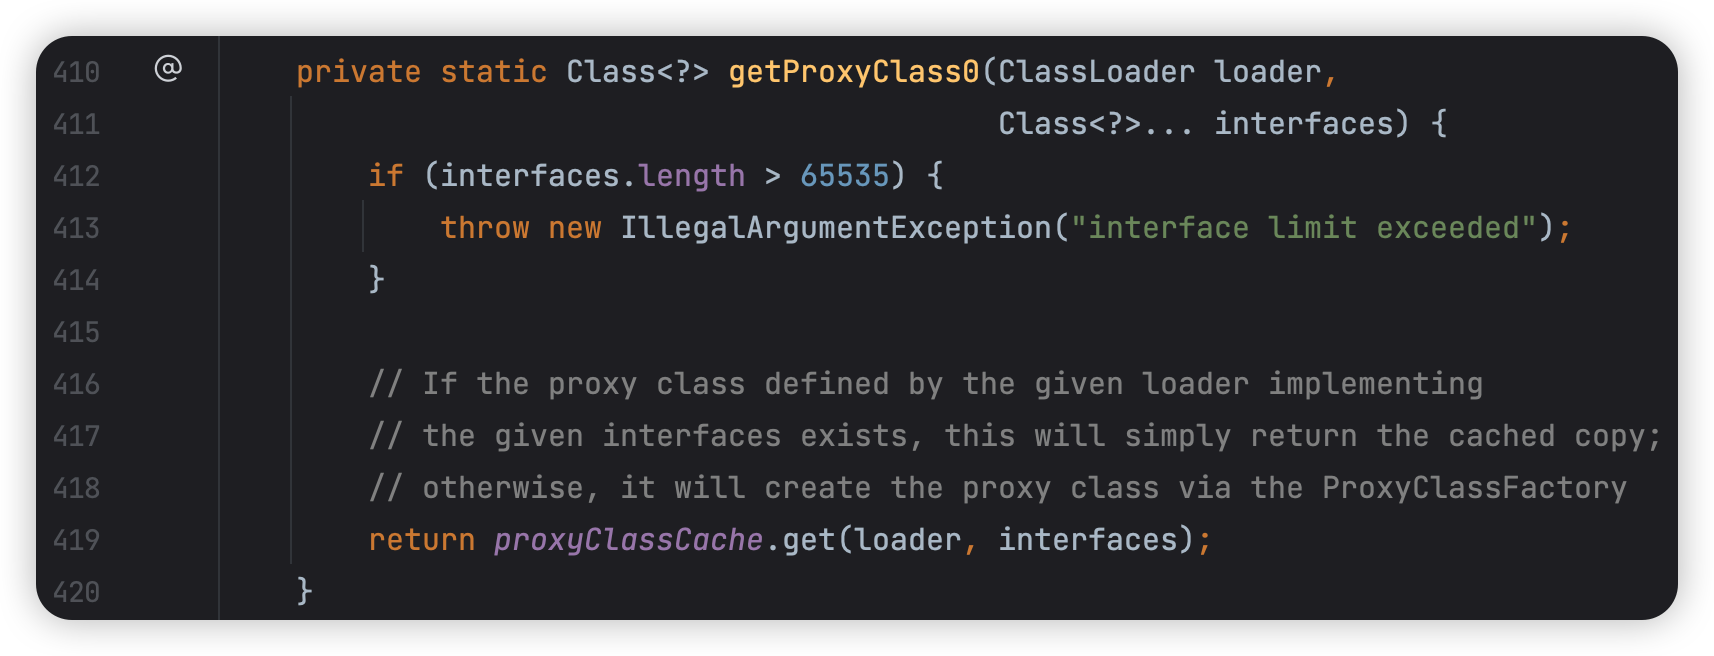 410 @ private static Class<?> getProxyClass0(ClassLoader loader,
411 Class<?>... interfaces) {
412 if (interfaces.length > 65535) {
413 throw new IllegalArgumentException("interface limit exceeded");
414 }
415
416 // If the proxy class defined by the given loader implementing
417 // the given interfaces exists, this will simply return the cached copy;
418 // otherwise, it will create the proxy class via the ProxyClassFactory
419 return proxyClassCache.get(loader, interfaces);
420 }